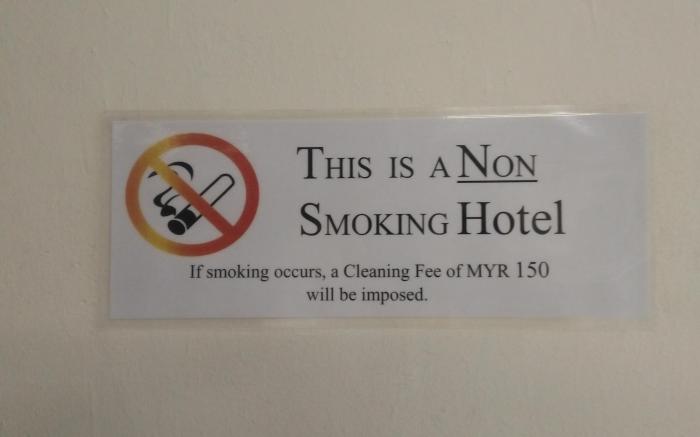 THIS IS A NON
SMOKING Hotel
If smoking occurs, a Cleaning Fee of MYR 150
will be imposed.